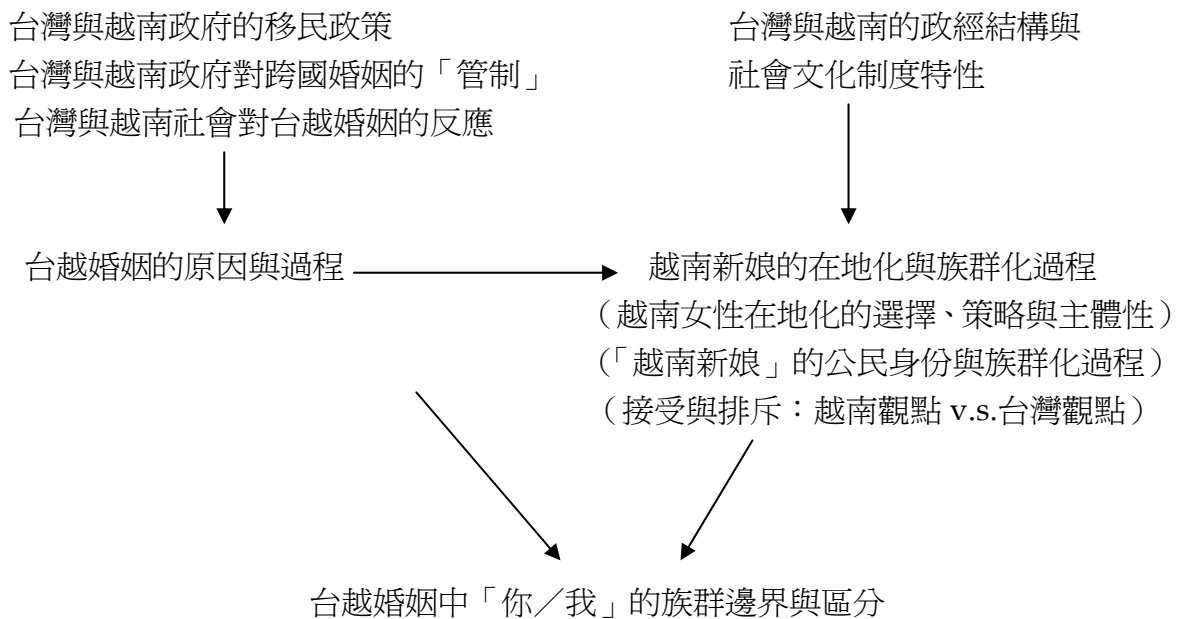 台灣與越南政府的移民政策
台灣與越南政府對跨國婚姻的「管制」
台灣與越南社會對台越婚姻的反應
台灣與越南的政經結構與
社會文化制度特性
台越婚姻的原因與過程
越南新娘的在地化與族群化過程
（越南女性在地化的選擇、策略與主體性）
（「越南新娘」的公民身份與族群化過程）
（接受與排斥：越南觀點 v.s.台灣觀點）
台越婚姻中「你／我」的族群邊界與區分